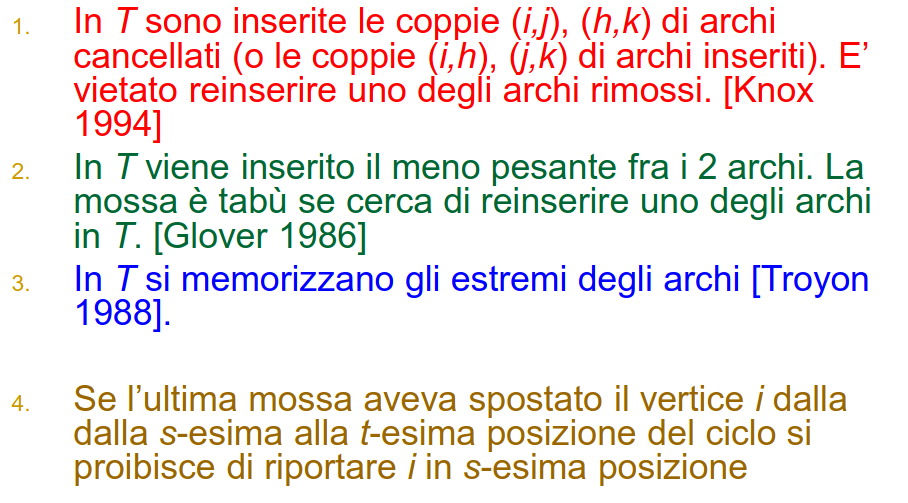 1. In T sono inserite le coppie (i,j), (h,k) di archi
cancellati (o le coppie (i,h), (j,k) di archi inseriti). E’
vietato reinserire uno degli archi rimossi. [Knox
1994]
2. In T viene inserito il meno pesante fra i 2 archi. La
mossa è tabù se cerca di reinserire uno degli archi
in T. [Glover 1986]
3. In T si memorizzano gli estremi degli archi [Troyon
1988].
4. Se l’ultima mossa aveva spostato il vertice i dalla
dalla s-esima alla t-esima posizione del ciclo si
proibisce di riportare i in s-esima posizione